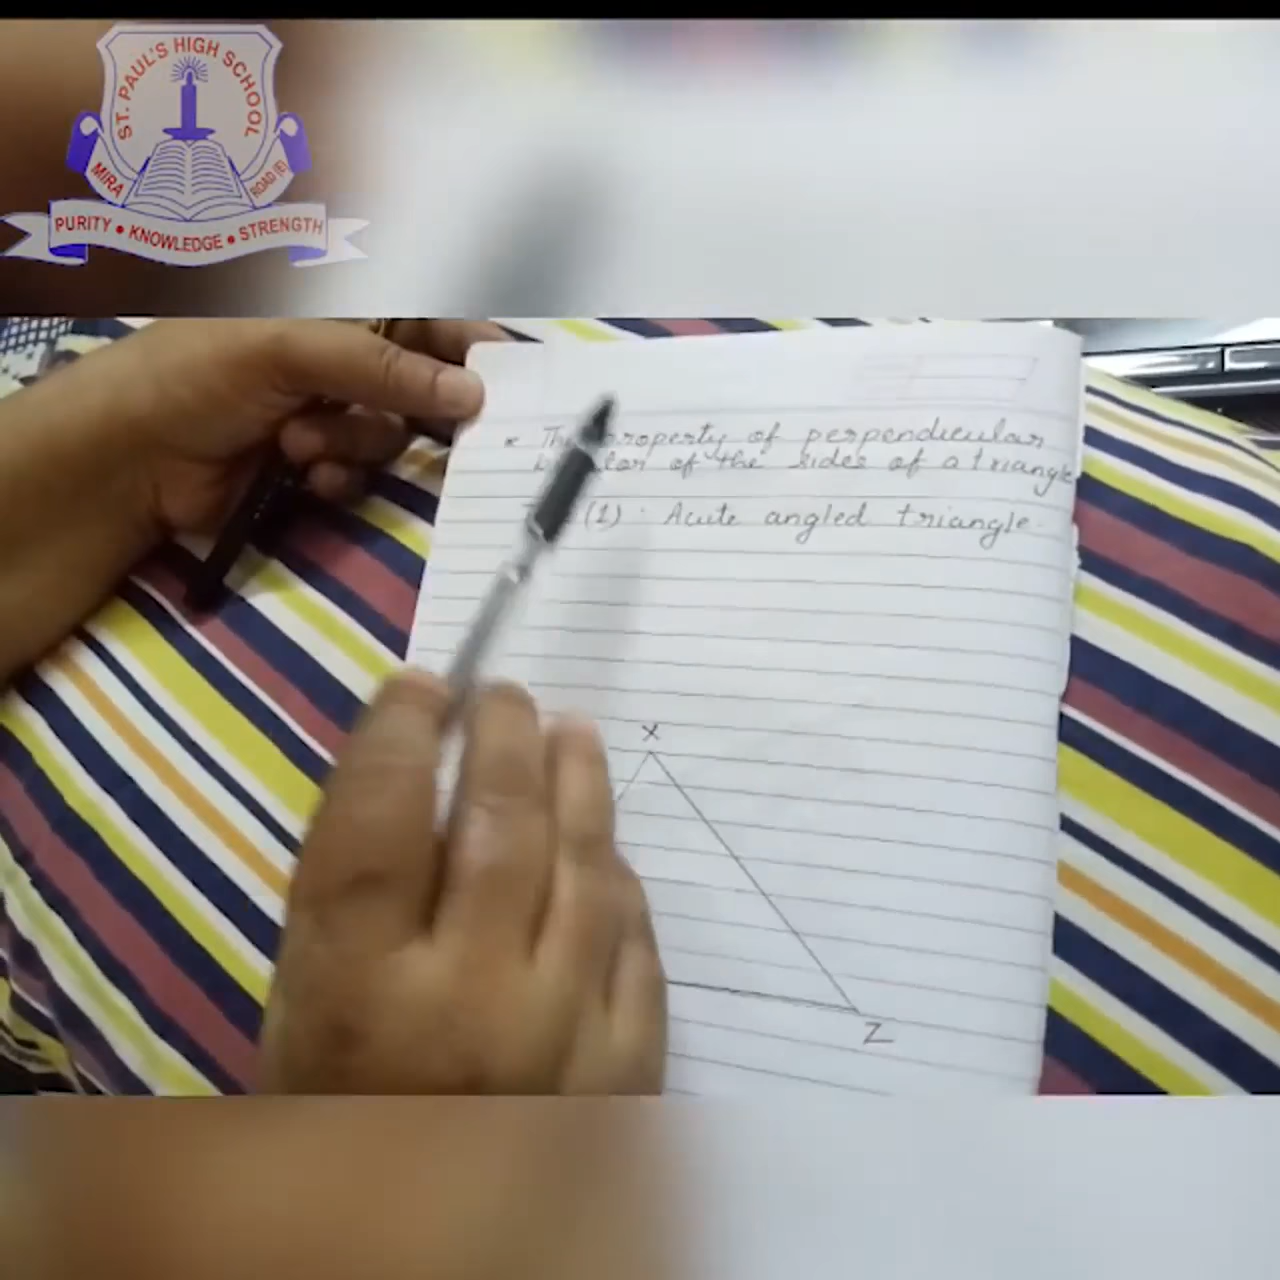 ST. PAUL'S HIGH SCHOOL
MIRA ROAD (E)
PURITY • KNOWLEDGE • STRENGTH
* The property of perpendicular
of the sides of a triangle
(1) : Acute angled triangle.
X
Z